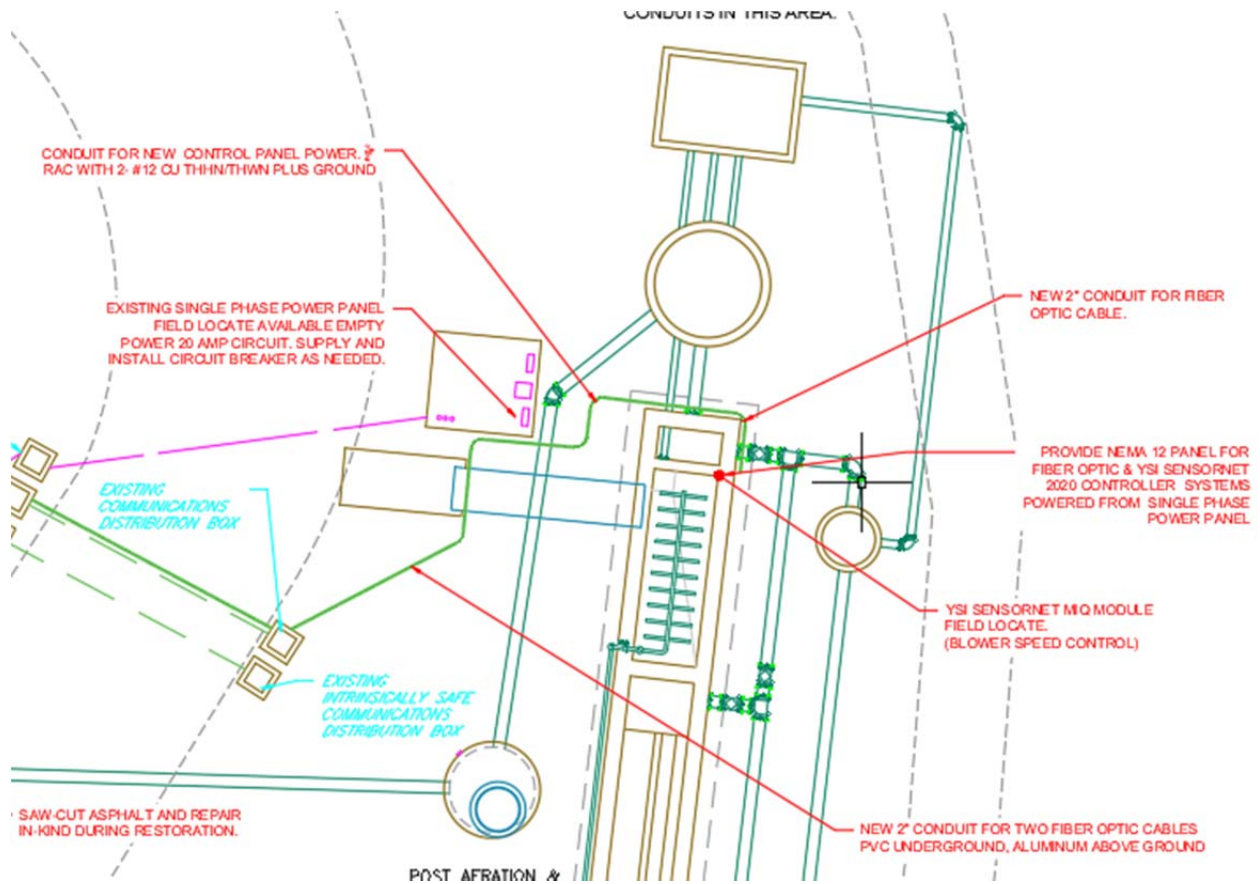 CONDUITS IN THIS AREA.
CONDUIT FOR NEW CONTROL PANEL POWER. ¾"
RAC WITH 2- #12 CU THHN/THWN PLUS GROUND
EXISTING SINGLE PHASE POWER PANEL
FIELD LOCATE AVAILABLE EMPTY
POWER 20 AMP CIRCUIT. SUPPLY AND
INSTALL CIRCUIT BREAKER AS NEEDED.
NEW 2" CONDUIT FOR FIBER
OPTIC CABLE.
PROVIDE NEMA 12 PANEL FOR
FIBER OPTIC & YSI SENSORNET
2020 CONTROLLER SYSTEMS
POWERED FROM SINGLE PHASE
POWER PANEL
EXISTING
COMMUNICATIONS
DISTRIBUTION BOX
YSI SENSORNET MIQ MODULE
FIELD LOCATE.
(BLOWER SPEED CONTROL)
EXISTING
INTRINSICALLY SAFE
COMMUNICATIONS
DISTRIBUTION BOX
SAW-CUT ASPHALT AND REPAIR
IN-KIND DURING RESTORATION.
NEW 2" CONDUIT FOR TWO FIBER OPTIC CABLES
PVC UNDERGROUND, ALUMINUM ABOVE GROUND
POST AERATION &